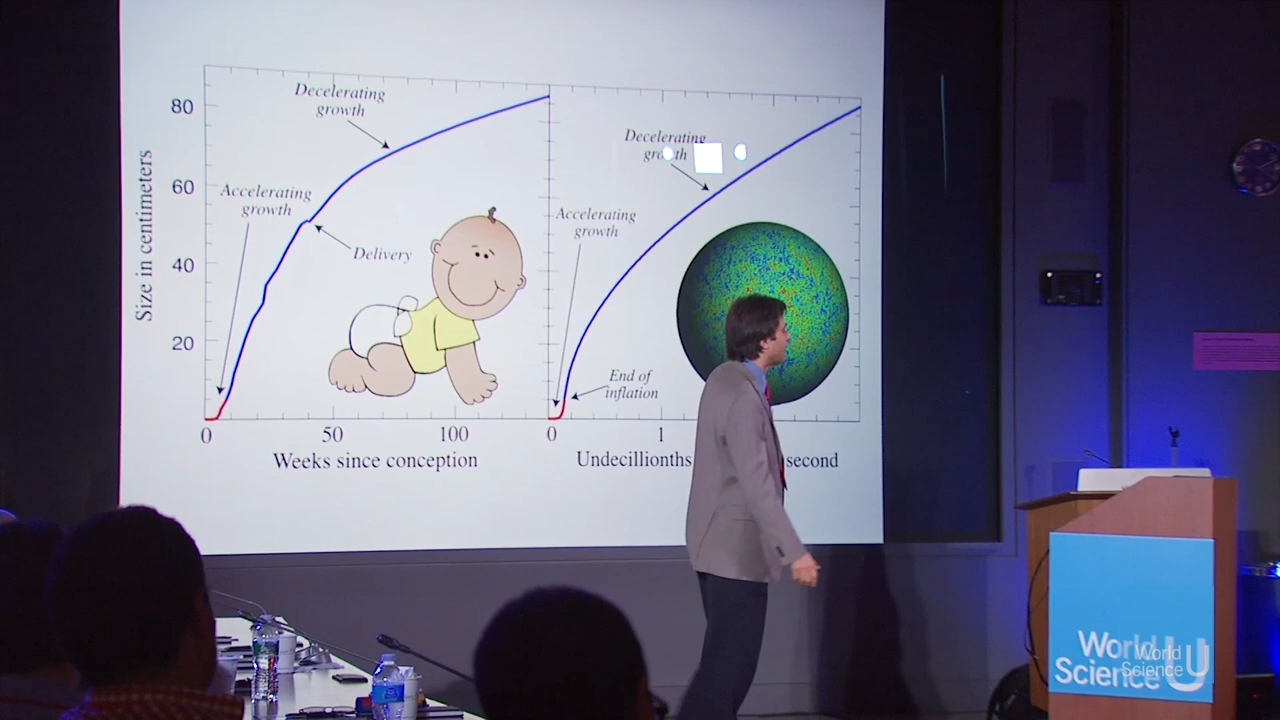 Size in centimeters
80
60
40
20
Decelerating
growth
Accelerating
growth
Delivery
0
50
100
Weeks since conception
Decelerating
growth
Accelerating
growth
End of
inflation
0
1
Undecillionths
second
World
Science U
World
Science